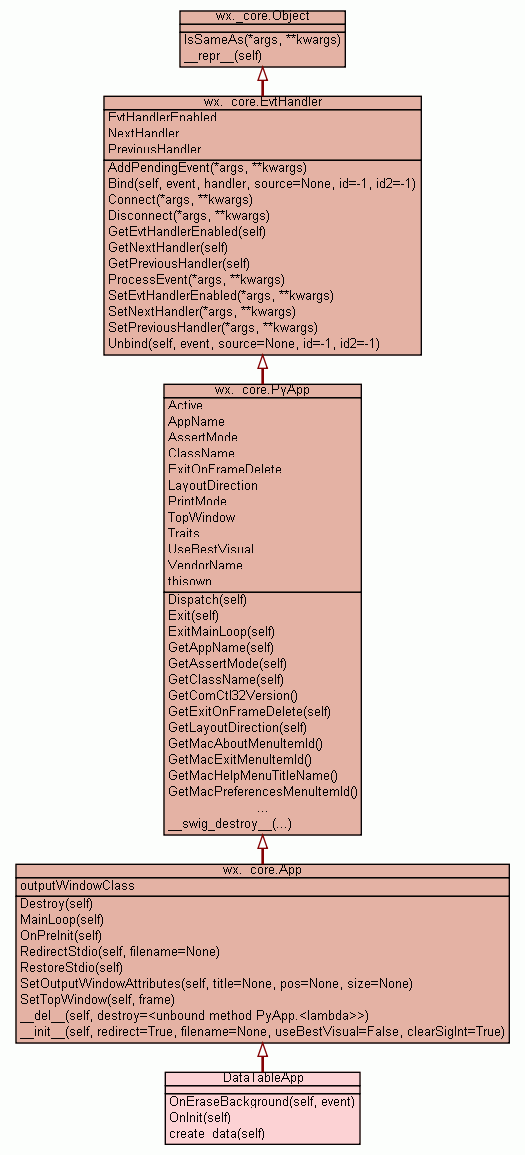 wx._core.Object
IsSameAs(*args, **kwargs)
__repr__(self)
wx._core.EvtHandler
EvtHandlerEnabled
NextHandler
PreviousHandler
AddPendingEvent(*args, **kwargs)
Bind(self, event, handler, source=None, id=-1, id2=-1)
Connect(*args, **kwargs)
Disconnect(*args, **kwargs)
GetEvtHandlerEnabled(self)
GetNextHandler(self)
GetPreviousHandler(self)
ProcessEvent(*args, **kwargs)
SetEvtHandlerEnabled(*args, **kwargs)
SetNextHandler(*args, **kwargs)
SetPreviousHandler(*args, **kwargs)
Unbind(self, event, source=None, id=-1, id2=-1)
wx._core.PyApp
Active
AppName
AssertMode
ClassName
ExitOnFrameDelete
LayoutDirection
PrintMode
TopWindow
Traits
UseBestVisual
VendorName
thisown
Dispatch(self)
Exit(self)
ExitMainLoop(self)
GetAppName(self)
GetAssertMode(self)
GetClassName(self)
GetComCtl32Version()
GetExitOnFrameDelete(self)
GetLayoutDirection(self)
GetMacAboutMenuItemId()
GetMacExitMenuItemId()
GetMacHelpMenuTitleName()
GetMacPreferencesMenuItemId()
...
__swig_destroy__(...)
wx._core.App
outputWindowClass
Destroy(self)
MainLoop(self)
OnPreInit(self)
RedirectStdio(self, filename=None)
RestoreStdio(self)
SetOutputWindowAttributes(self, title=None, pos=None, size=None)
SetTopWindow(self, frame)
__del__(self, destroy=<unbound method PyApp.<lambda>>)
__init__(self, redirect=True, filename=None, useBestVisual=False, clearSigInt=True)
DataTableApp
OnEraseBackground(self, event)
OnInit(self)
create_data(self)